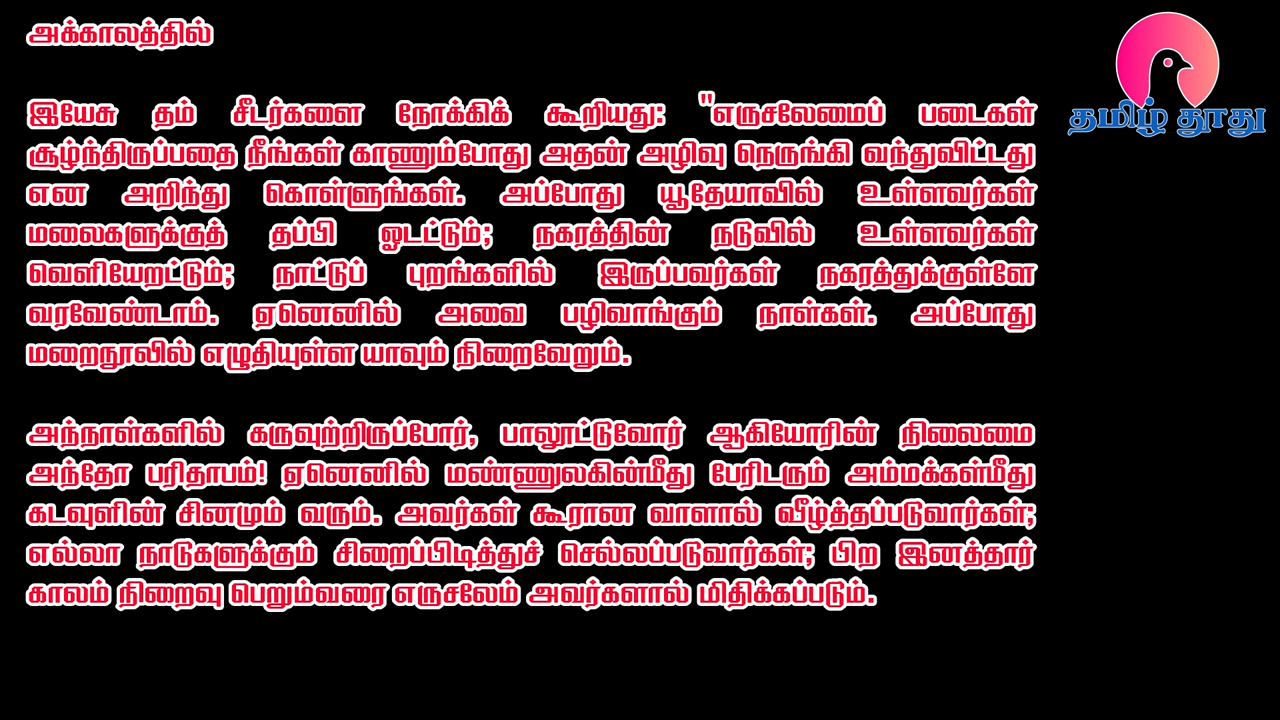 அக்காலத்தில்
இயேசு தம் சீடர்களை நோக்கிக் கூறியது: "எருசலேமைப் படைகள்
சூழ்ந்திருப்பதை நீங்கள் காணும்போது அதன் அழிவு நெருங்கி வந்துவிட்டது
என அறிந்து கொள்ளுங்கள். அப்போது யூதேயாவில் உள்ளவர்கள்
மலைகளுக்குத் தப்பி ஓடட்டும்; நகரத்தின் நடுவில் உள்ளவர்கள்
வெளியேறட்டும்; நாட்டுப் புறங்களில் இருப்பவர்கள் நகரத்துக்குள்ளே
வரவேண்டாம். ஏனெனில் அவை பழிவாங்கும் நாள்கள். அப்போது
மறைநூலில் எழுதியுள்ள யாவும் நிறைவேறும்.
அந்நாள்களில் கருவுற்றிருப்போர், பாலூட்டுவோர் ஆகியோரின் நிலைமை
அந்தோ பரிதாபம்! ஏனெனில் மண்ணுலகின்மீது பேரிடரும் அம்மக்கள்மீது
கடவுளின் சினமும் வரும். அவர்கள் கூரான வாளால் வீழ்த்தப்படுவார்கள்;
எல்லா நாடுகளுக்கும் சிறைப்பிடித்துச் செல்லப்படுவார்கள்; பிற இனத்தார்
காலம் நிறைவு பெறும்வரை எருசலேம் அவர்களால் மிதிக்கப்படும்.
தமிழ் தூது